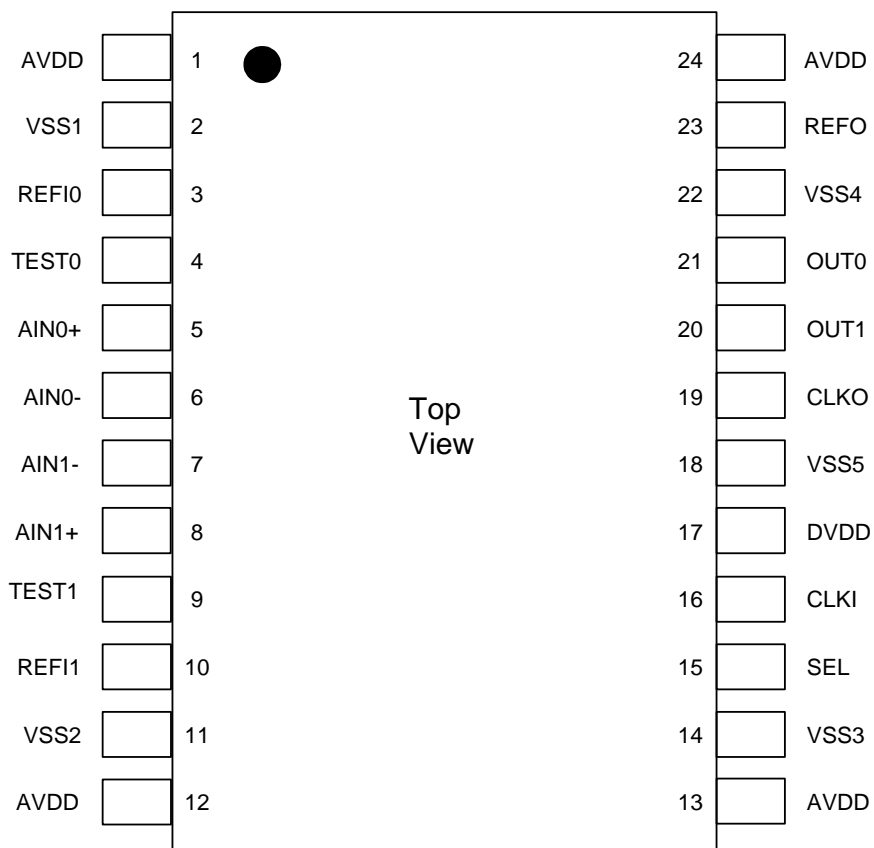 AVDD 1 24 AVDD
VSS1 2 23 REFO
REFI0 3 22 VSS4
TEST0 4 21 OUT0
AIN0+ 5 20 OUT1
AIN0- 6 19 CLKO
Top
View
AIN1- 7 18 VSS5
AIN1+ 8 17 DVDD
TEST1 9 16 CLKI
REFI1 10 15 SEL
VSS2 11 14 VSS3
AVDD 12 13 AVDD